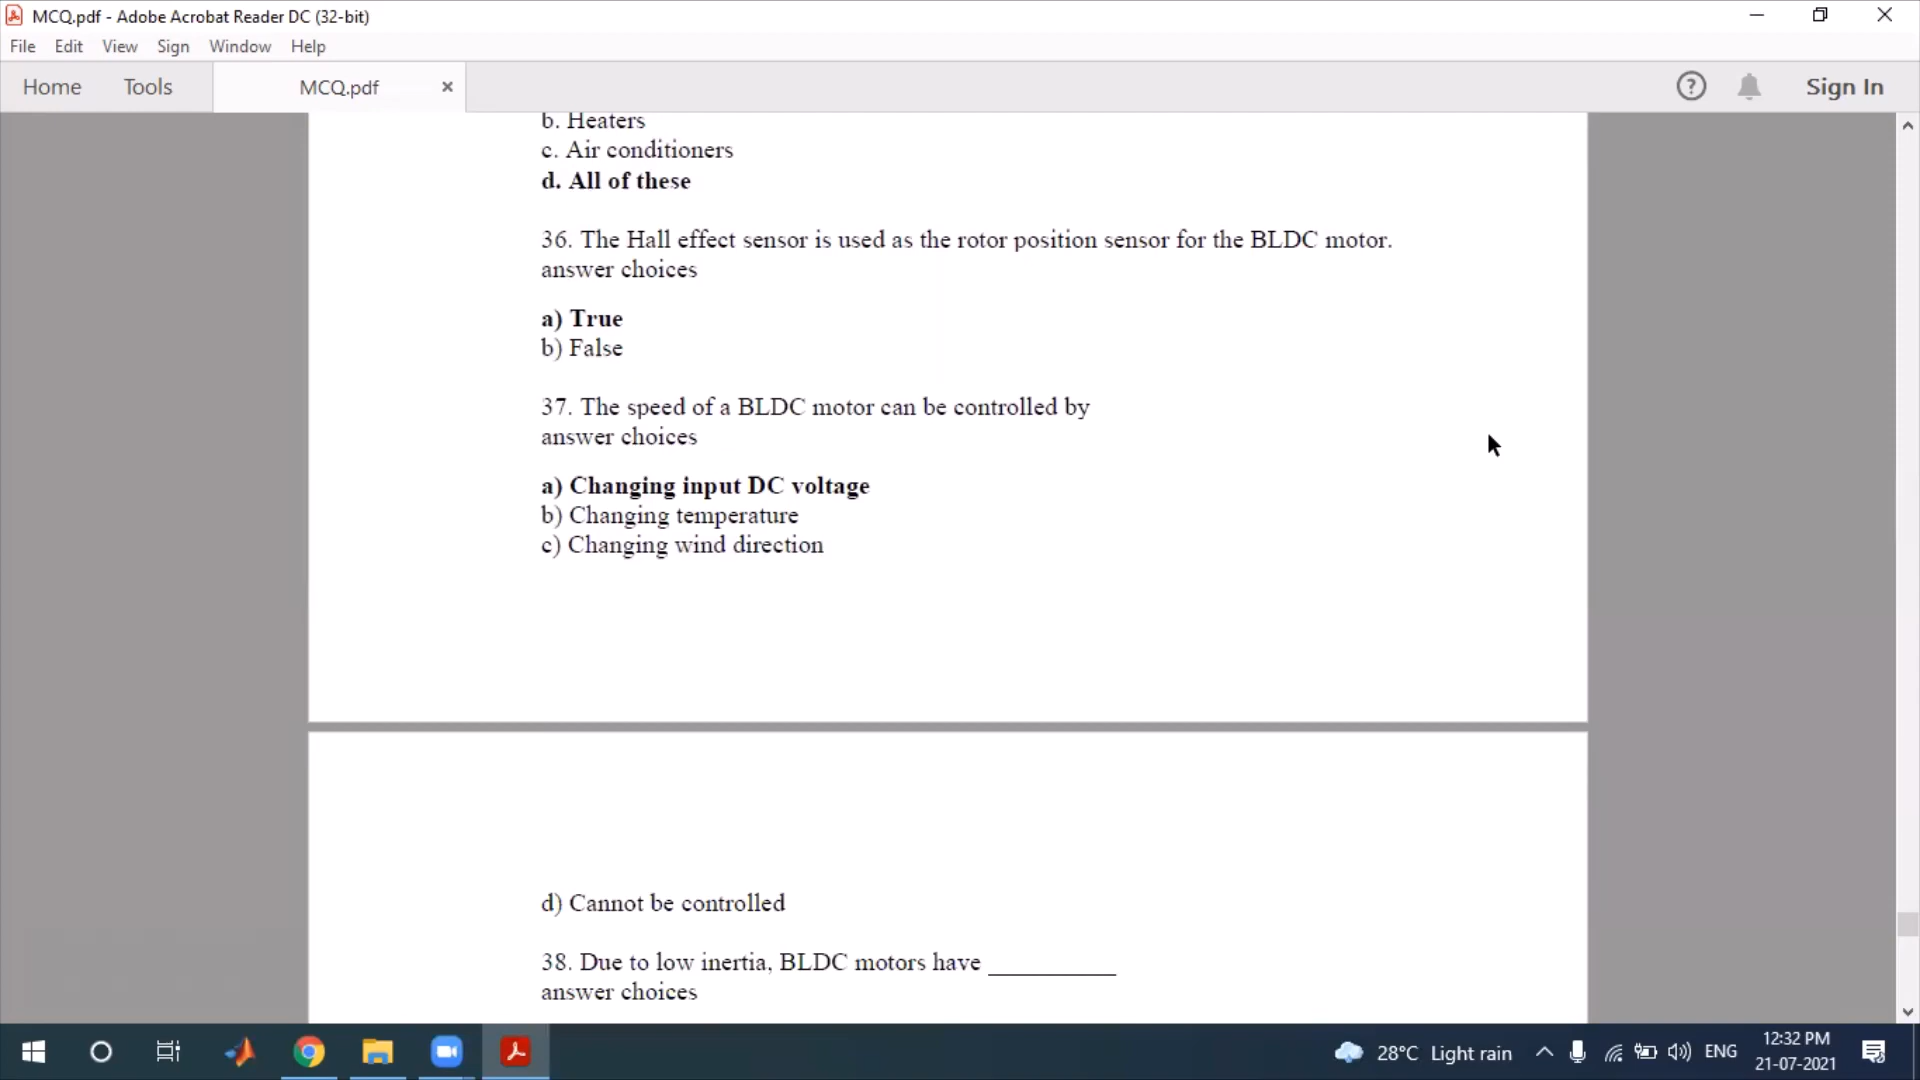 MCQ.pdf - Adobe Acrobat Reader DC (32-bit)
File Edit View Sign Window Help
Home Tools MCQ.pdf × ? Sign In
b. Heaters
c. Air conditioners
d. All of these
36. The Hall effect sensor is used as the rotor position sensor for the BLDC motor.
answer choices
a) True
b) False
37. The speed of a BLDC motor can be controlled by
answer choices
a) Changing input DC voltage
b) Changing temperature
c) Changing wind direction
d) Cannot be controlled
38. Due to low inertia, BLDC motors have __________
answer choices
28°C Light rain ENG 12:32 PM
21-07-2021